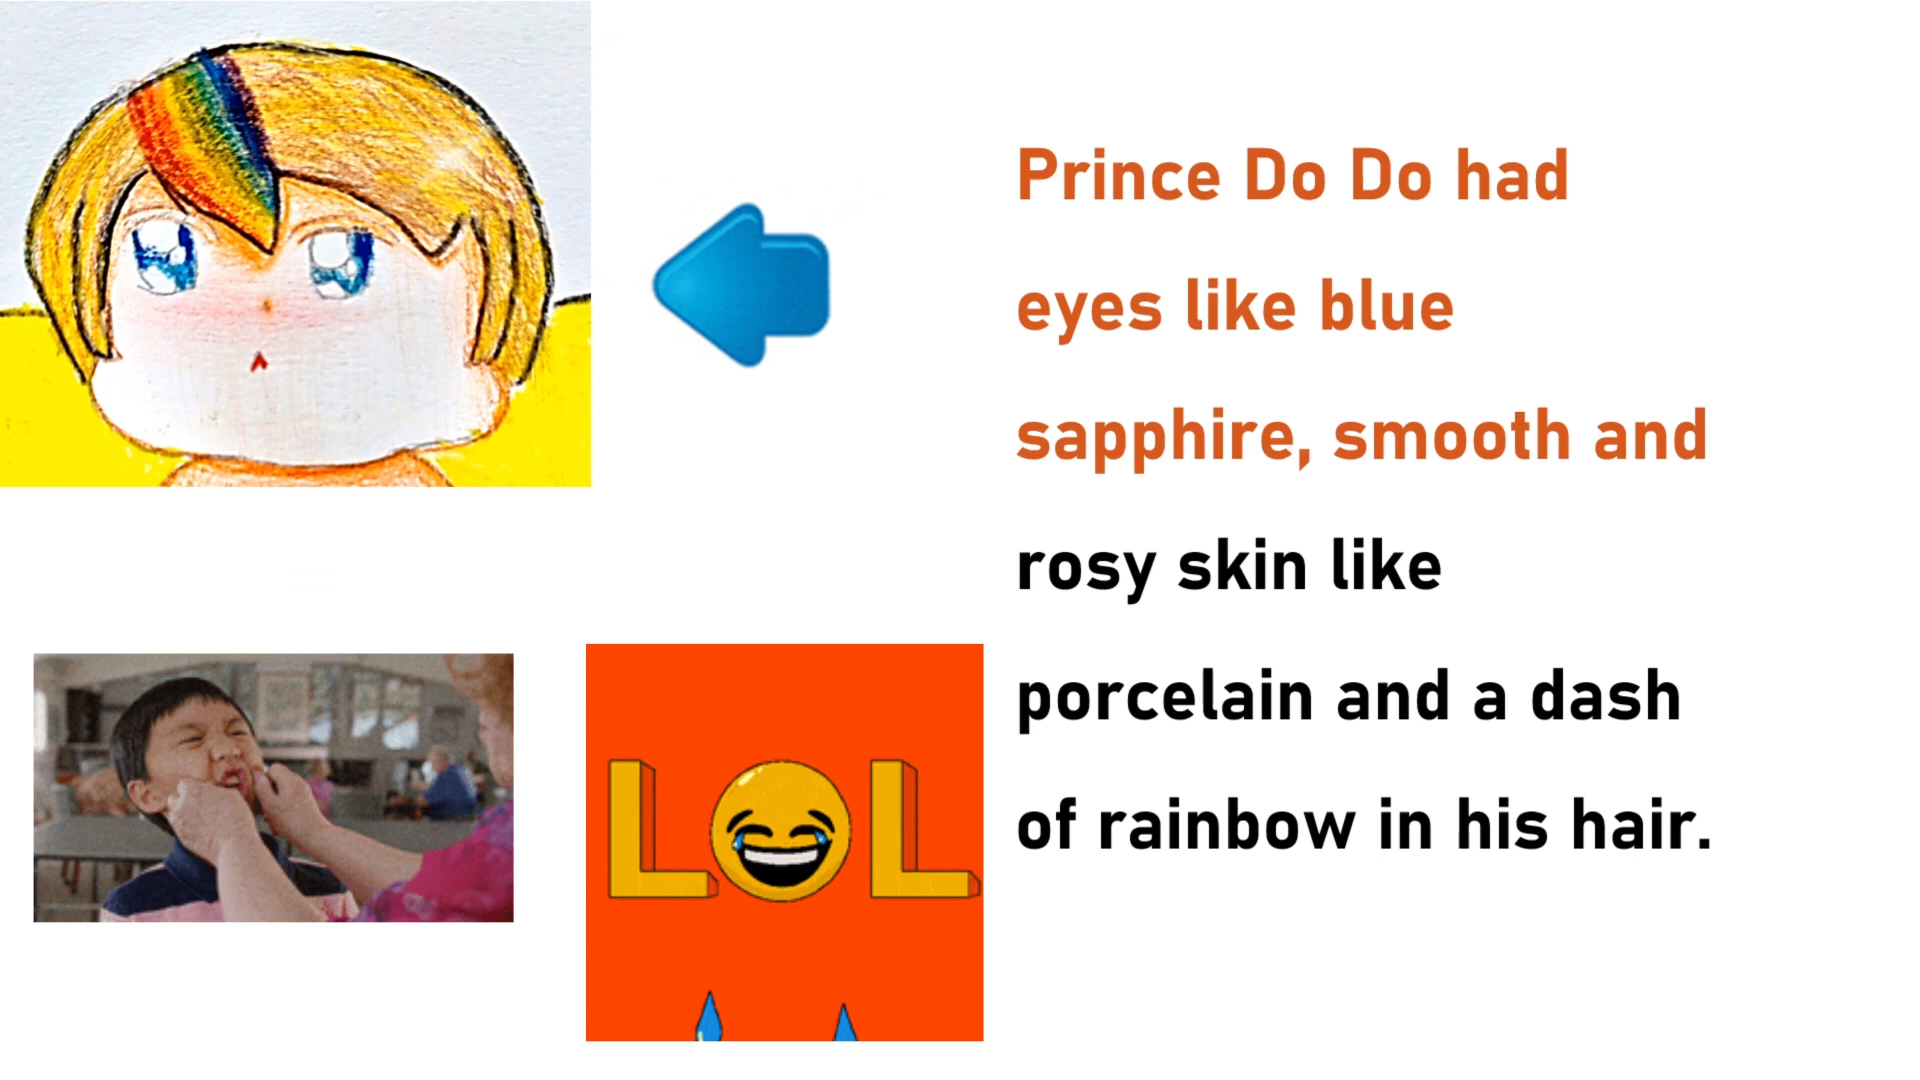 Prince Do Do had
eyes like blue
sapphire, smooth and
rosy skin like
porcelain and a dash
of rainbow in his hair.
LOL